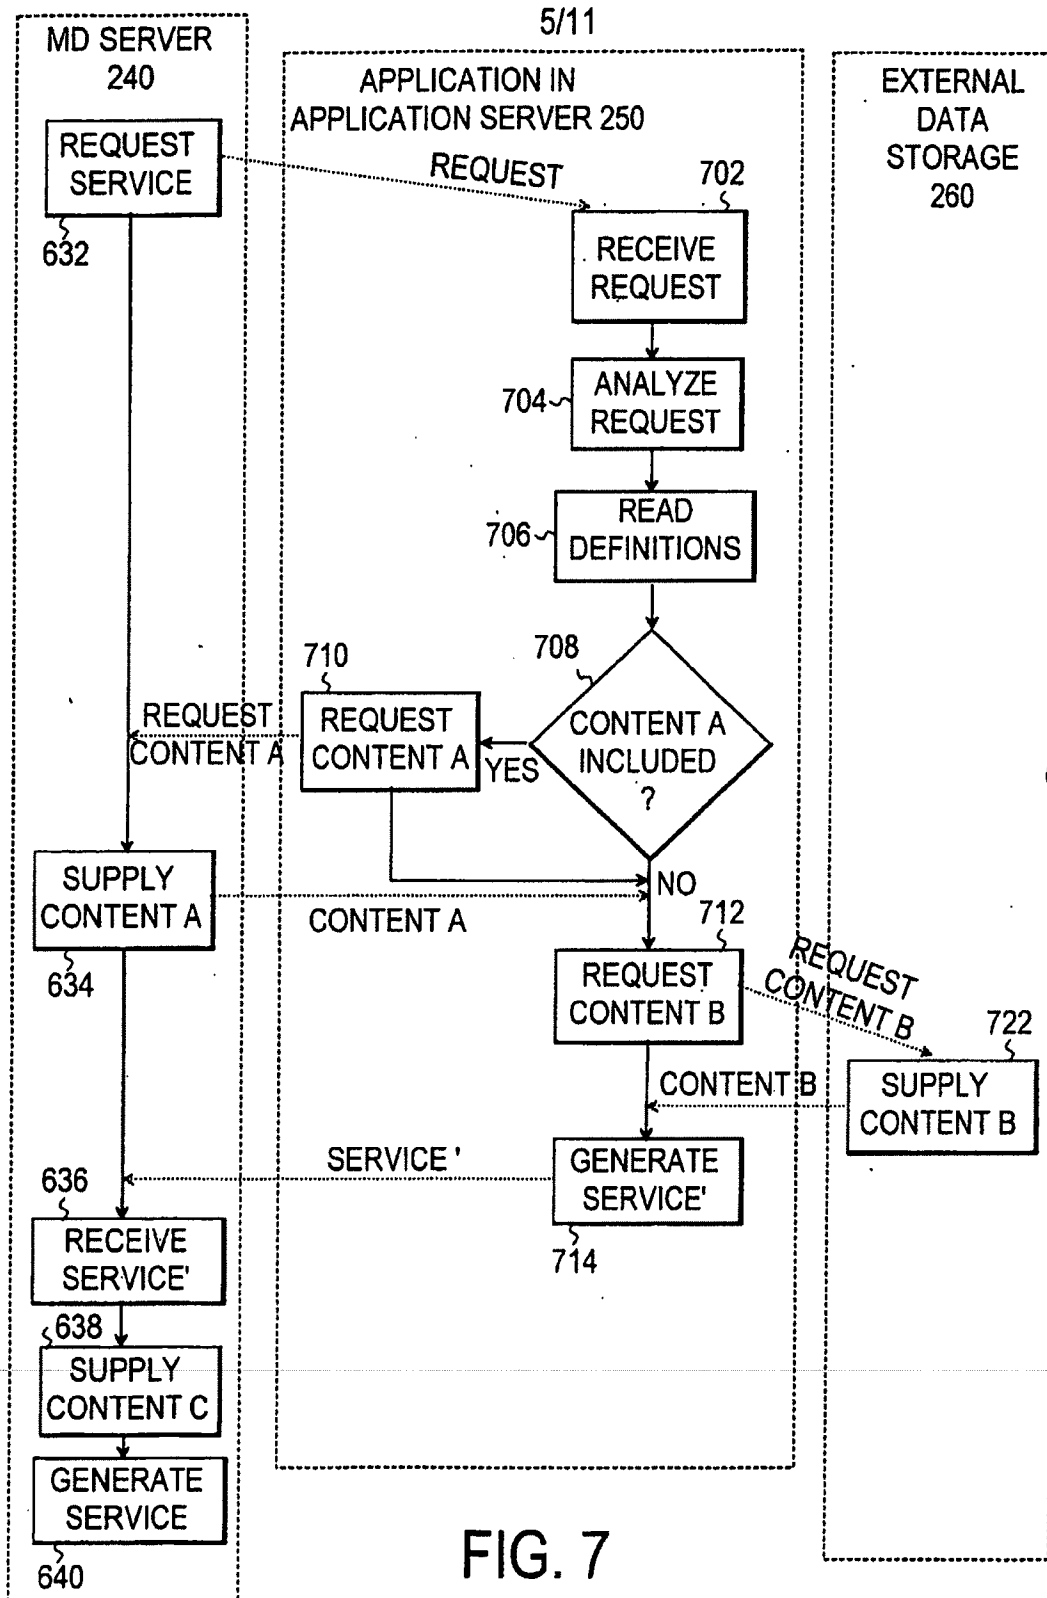 5/11
MD SERVER
240
APPLICATION IN
APPLICATION SERVER 250
EXTERNAL
DATA
STORAGE
260
REQUEST
SERVICE
632
REQUEST
702
RECEIVE
REQUEST
704
ANALYZE
REQUEST
706
READ
DEFINITIONS
708
CONTENT A
INCLUDED
?
YES
710
REQUEST
CONTENT A
REQUEST
CONTENT A
NO
SUPPLY
CONTENT A
634
CONTENT A
712
REQUEST
CONTENT B
REQUEST
CONTENT B
722
SUPPLY
CONTENT B
CONTENT B
GENERATE
SERVICE'
714
SERVICE '
636
RECEIVE
SERVICE'
638
SUPPLY
CONTENT C
GENERATE
SERVICE
640
FIG. 7